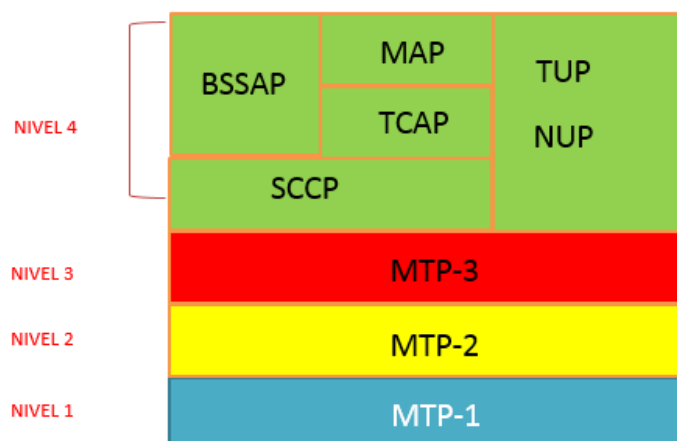 BSSAP
MAP
TUP
TCAP
NUP
NIVEL 4
SCCP
NIVEL 3
MTP-3
NIVEL 2
MTP-2
NIVEL 1
MTP-1